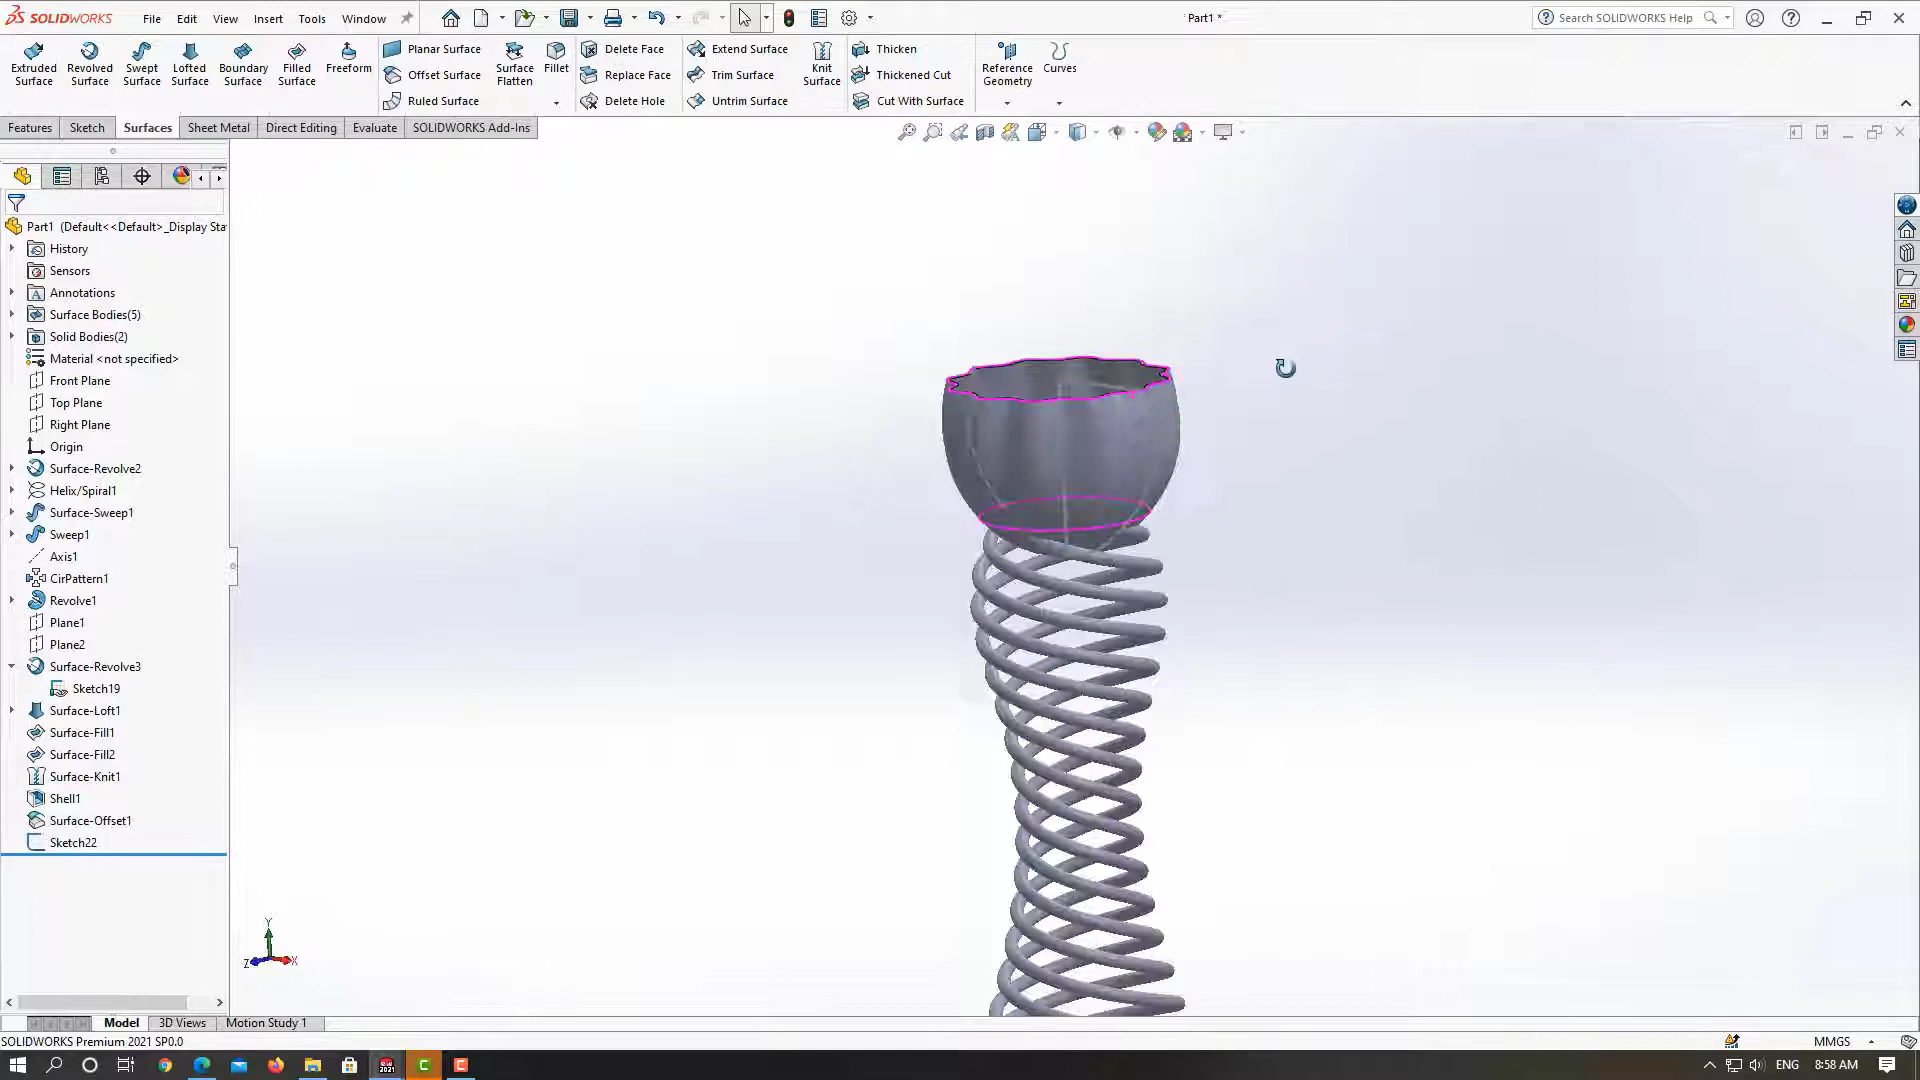 SOLIDWORKS File Edit View Insert Tools Window Part1 * Search SOLIDWORKS Help
Extruded Surface
Revolved Surface
Swept Surface
Lofted Surface
Boundary Surface
Filled Surface
Freeform
Planar Surface
Offset Surface
Ruled Surface
Surface Flatten
Fillet
Delete Face
Replace Face
Delete Hole
Extend Surface
Trim Surface
Untrim Surface
Knit Surface
Thicken
Thickened Cut
Cut With Surface
Reference Geometry
Curves
Features Sketch Surfaces Sheet Metal Direct Editing Evaluate SOLIDWORKS Add-Ins
Part1 (Default<<Default>_Display Sta
History
Sensors
Annotations
Surface Bodies(5)
Solid Bodies(2)
Material <not specified>
Front Plane
Top Plane
Right Plane
Origin
Surface-Revolve2
Helix/Spiral1
Surface-Sweep1
Sweep1
Axis1
CirPattern1
Revolve1
Plane1
Plane2
Surface-Revolve3
Sketch19
Surface-Loft1
Surface-Fill1
Surface-Fill2
Surface-Knit1
Shell1
Surface-Offset1
Sketch22
Y
Z X
Model 3D Views Motion Study 1
SOLIDWORKS Premium 2021 SP0.0 MMGS
ENG 8:58 AM